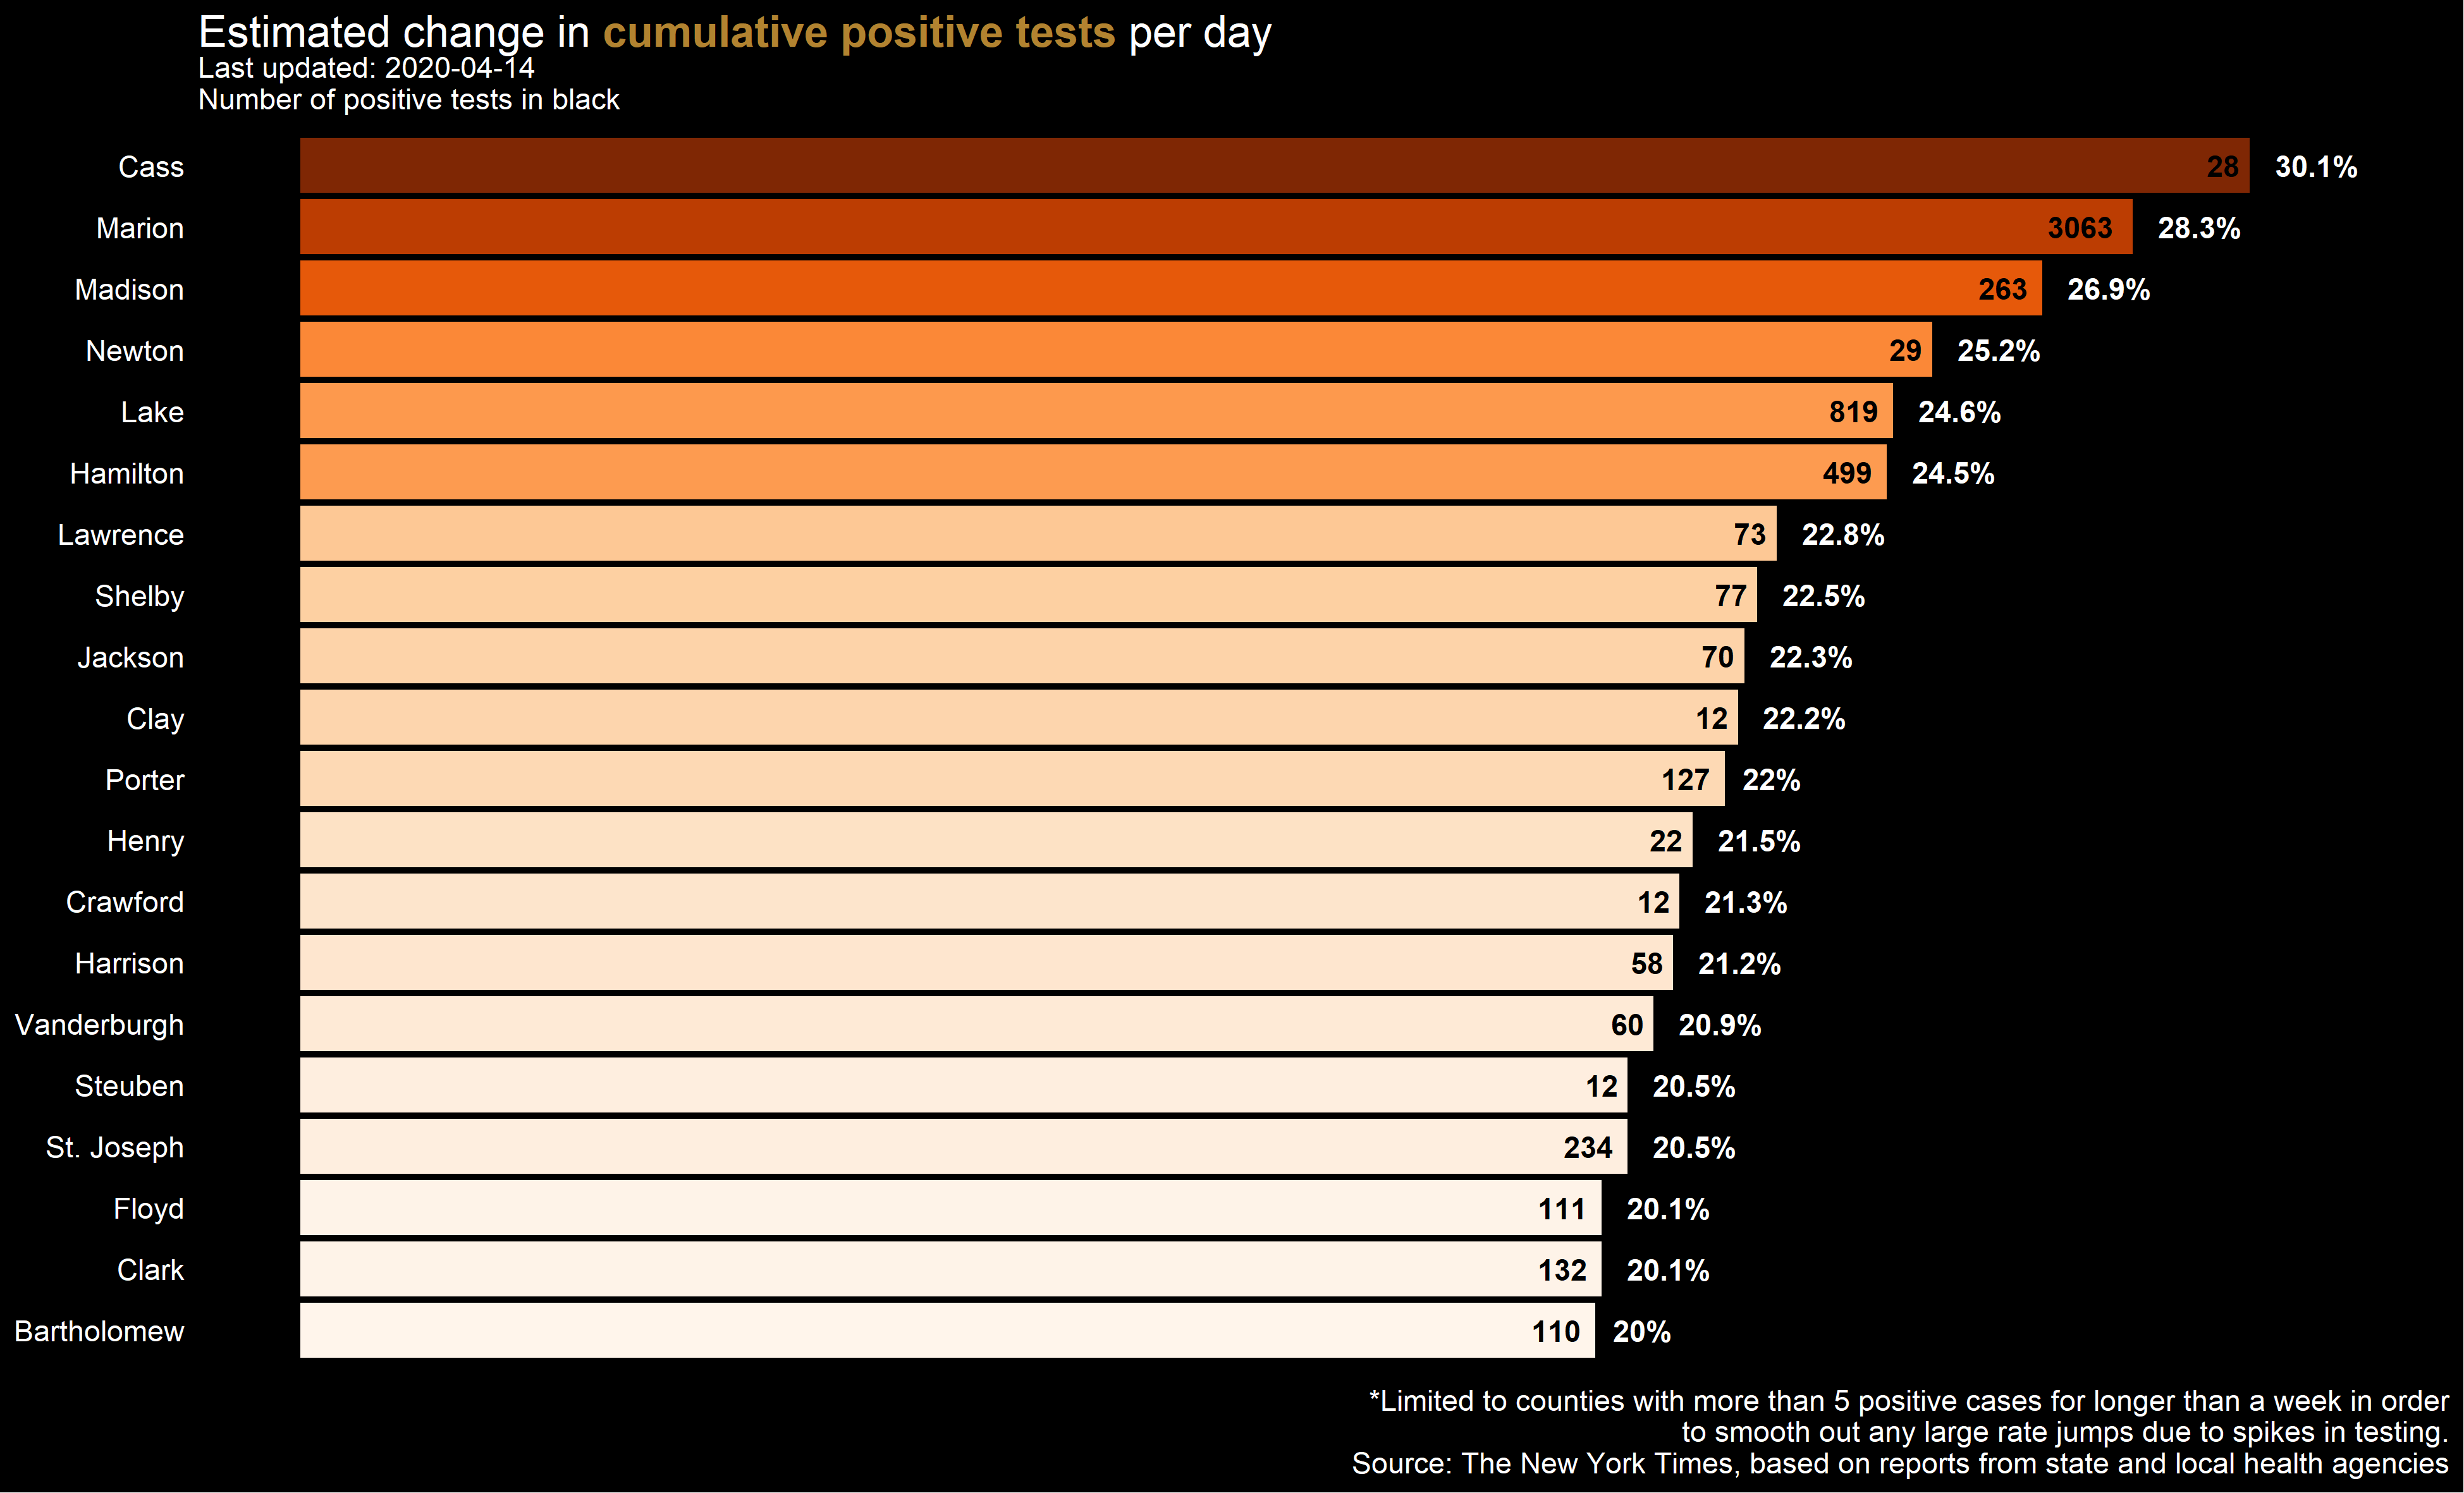 Estimated change in cumulative positive tests per day
Last updated: 2020-04-14
Number of positive tests in black
Cass 28 30.1%
Marion 3063 28.3%
Madison 263 26.9%
Newton 29 25.2%
Lake 819 24.6%
Hamilton 499 24.5%
Lawrence 73 22.8%
Shelby 77 22.5%
Jackson 70 22.3%
Clay 12 22.2%
Porter 127 22%
Henry 22 21.5%
Crawford 12 21.3%
Harrison 58 21.2%
Vanderburgh 60 20.9%
Steuben 12 20.5%
St. Joseph 234 20.5%
Floyd 111 20.1%
Clark 132 20.1%
Bartholomew 110 20%
*Limited to counties with more than 5 positive cases for longer than a week in order
to smooth out any large rate jumps due to spikes in testing.
Source: The New York Times, based on reports from state and local health agencies